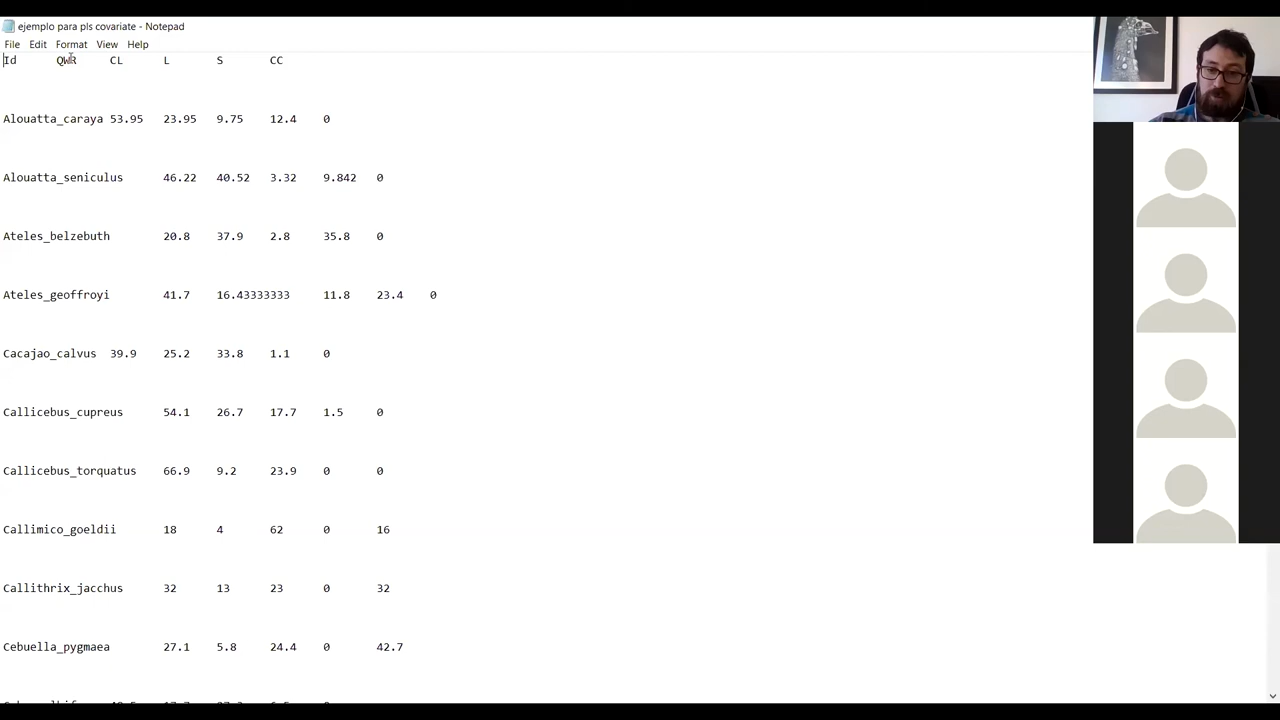 ejemplo para pls covariate - Notepad
File Edit Format View Help
Id QWR CL L S CC
Alouatta_caraya 53.95 23.95 9.75 12.4 0
Alouatta_seniculus 46.22 40.52 3.32 9.842 0
Ateles_belzebuth 20.8 37.9 2.8 35.8 0
Ateles_geoffroyi 41.7 16.43333333 11.8 23.4 0
Cacajao_calvus 39.9 25.2 33.8 1.1 0
Callicebus_cupreus 54.1 26.7 17.7 1.5 0
Callicebus_torquatus 66.9 9.2 23.9 0 0
Callimico_goeldii 18 4 62 0 16
Callithrix_jacchus 32 13 23 0 32
Cebuella_pygmaea 27.1 5.8 24.4 0 42.7